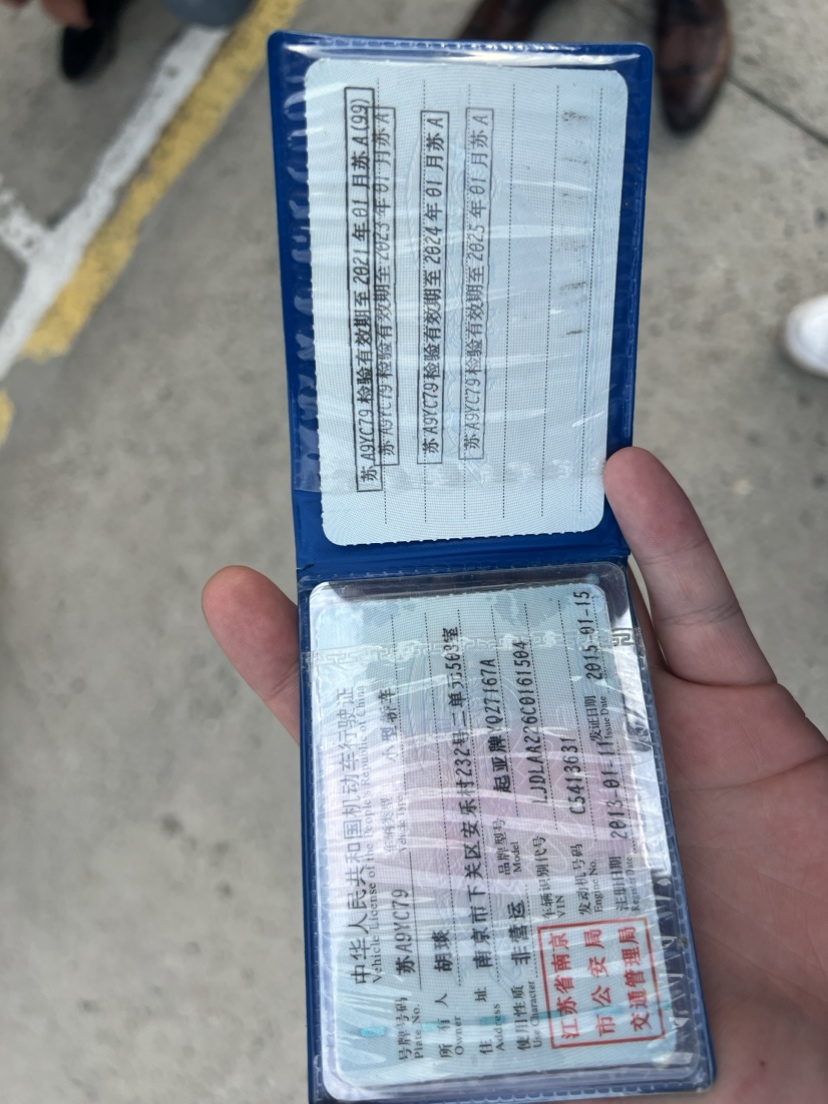 苏A9YC79检验有效期至2021年01月苏A(99)
苏A9YC79检验有效期至2023年01月苏A
苏A9YC79检验有效期至2024年01月苏A
苏A9YC79检验有效期至2025年01月苏A
中华人民共和国机动车行驶证
Vehicle License of the People's Republic of China
号牌号码 苏A9YC79 车辆类型 小型轿车
Plate No. Vehicle Type
所有人 胡瑛
Owner
住址 南京市下关区安乐村232号二单元503室
Address
使用性质 非营运 品牌型号 起亚牌YQZ7167A
Use Character Model
车辆识别代号 LJDLAA226C0161504
VIN
发动机号码 C5413631
Engine No.
注册日期 2013-01-11 发证日期 2015-01-15
Register Date Issue Date
江苏省南京
市公安局
交通管理局